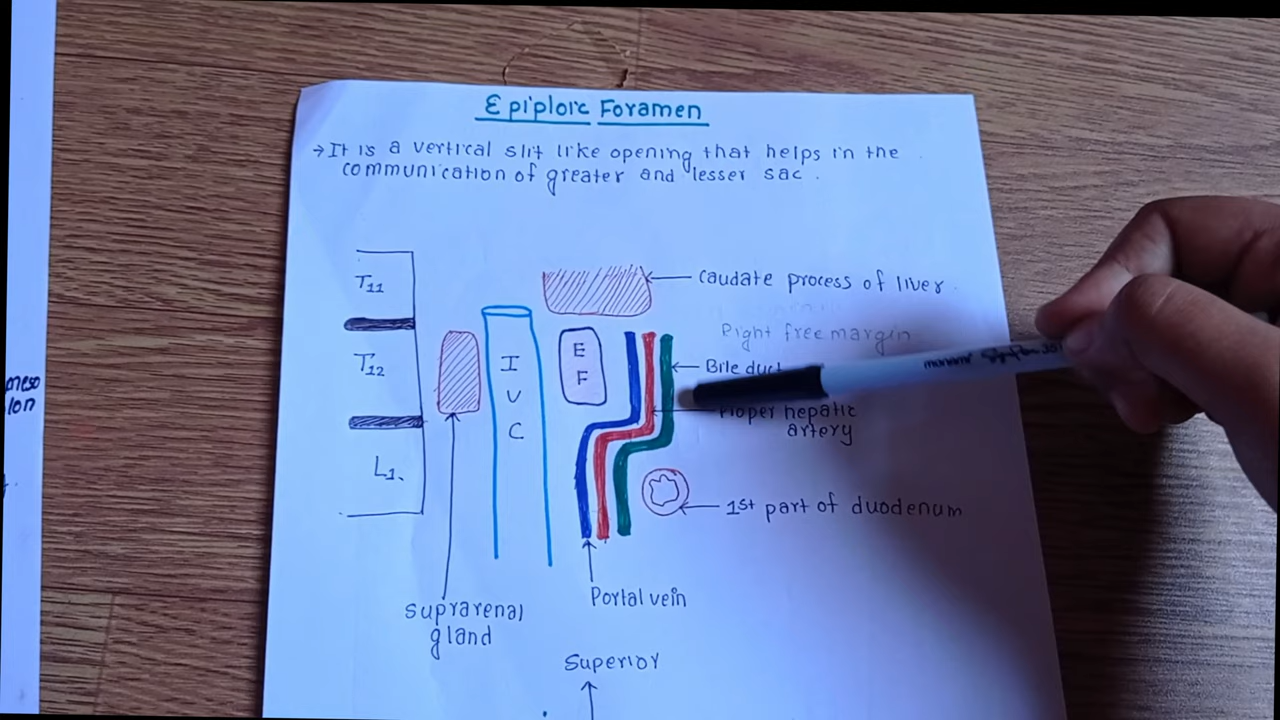 Epiploic Foramen
→ It is a vertical slit like opening that helps in the
communication of greater and lesser sac.
T11
T12
L1.
I
V
C
E
F
caudate process of liver.
Right free margin
Bile duct
Proper hepatic
artery
1st part of duodenum
Portal vein
Suprarenal
gland
Superior